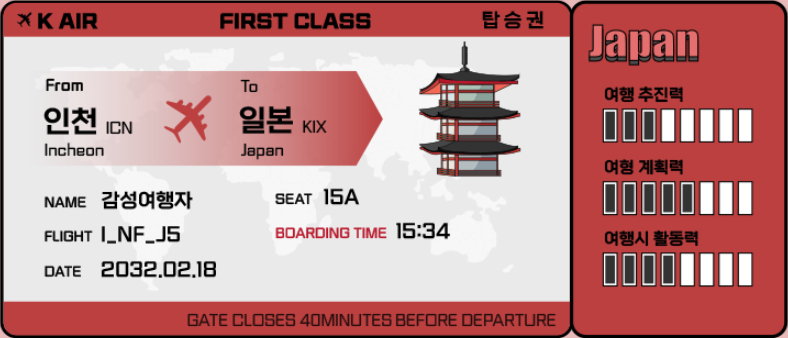 K AIR
FIRST CLASS
탑승권
From
인천 ICN
Incheon
To
일본 KIX
Japan
NAME 감성여행자
SEAT 15A
FLIGHT I_NF_J5
BOARDING TIME 15:34
DATE 2032.02.18
GATE CLOSES 40MINUTES BEFORE DEPARTURE
Japan
여행 추진력
여형 계획력
여행시 활동력